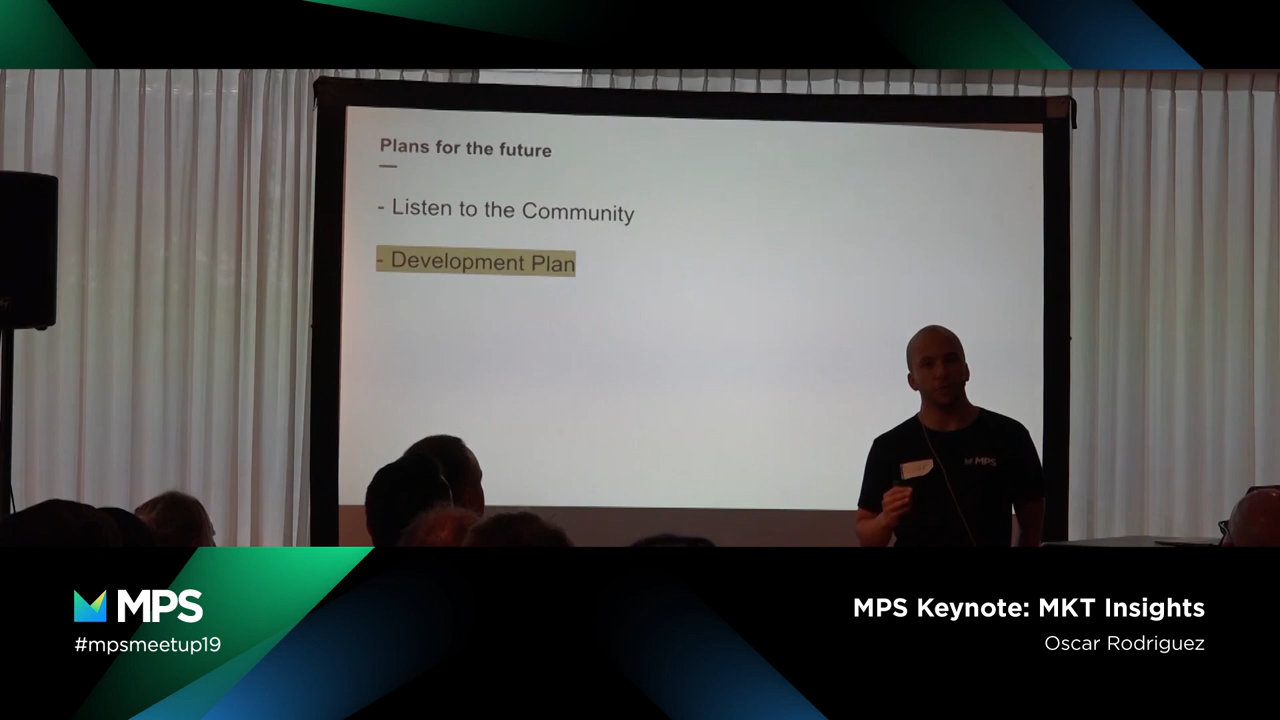 Plans for the future
- Listen to the Community
- Development Plan
MPS
MPS
#mpsmeetup19
MPS Keynote: MKT Insights
Oscar Rodriguez